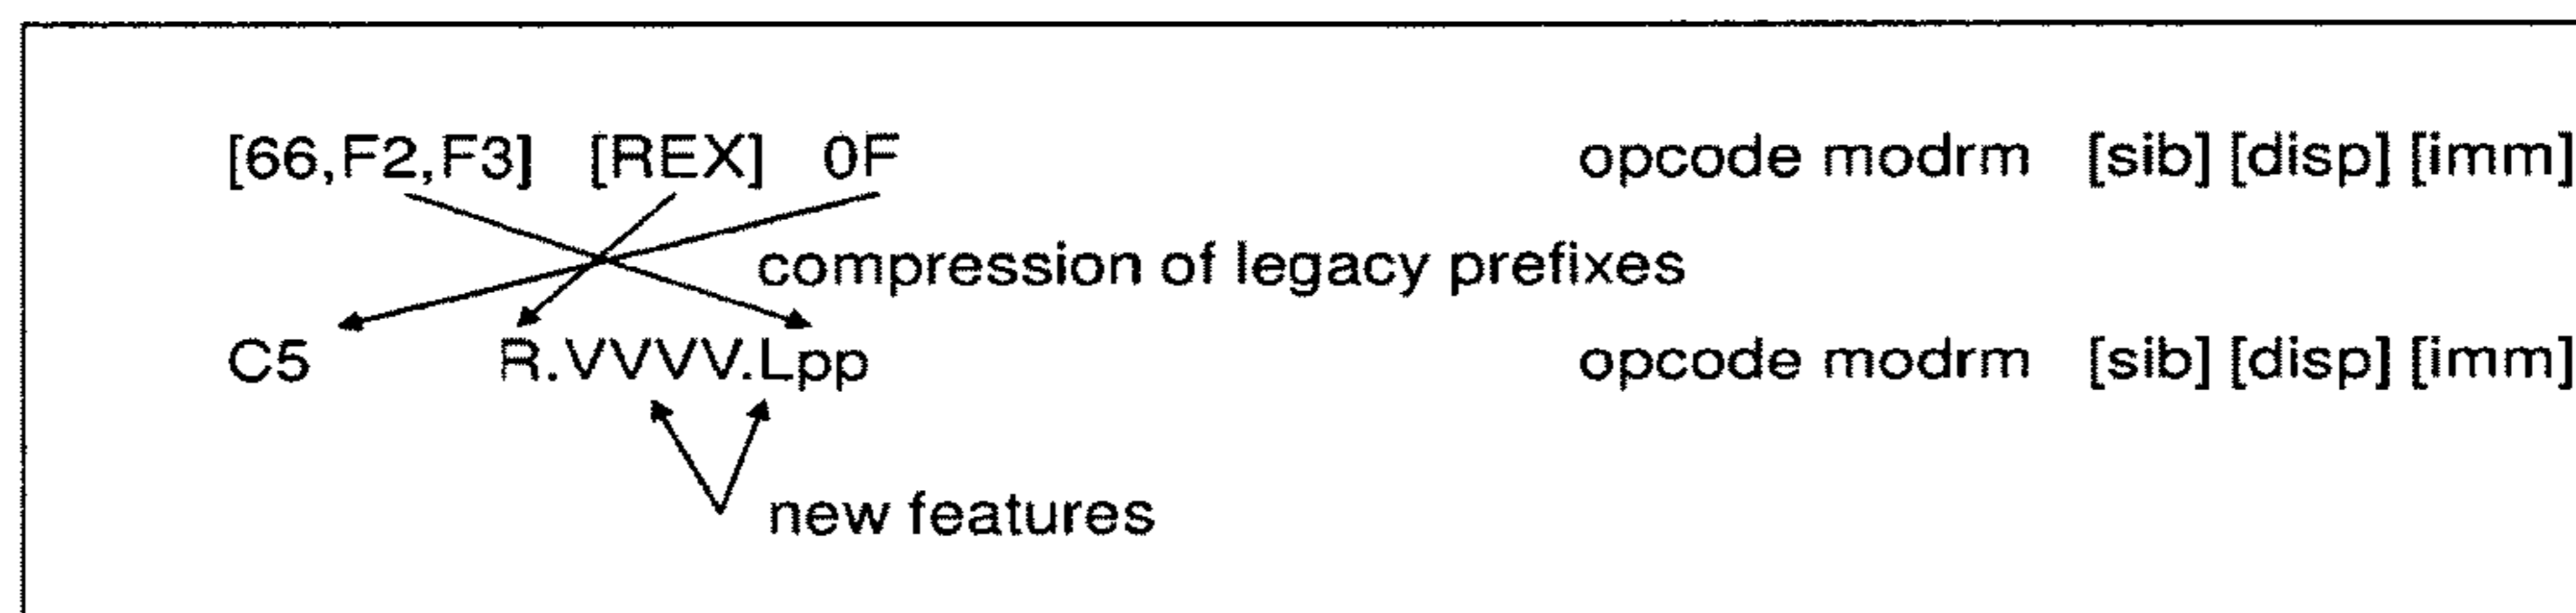 [66,F2,F3] [REX] 0F opcode modrm [sib] [disp] [imm]
compression of legacy prefixes
C5 R.VVVV.Lpp opcode modrm [sib] [disp] [imm]
new features